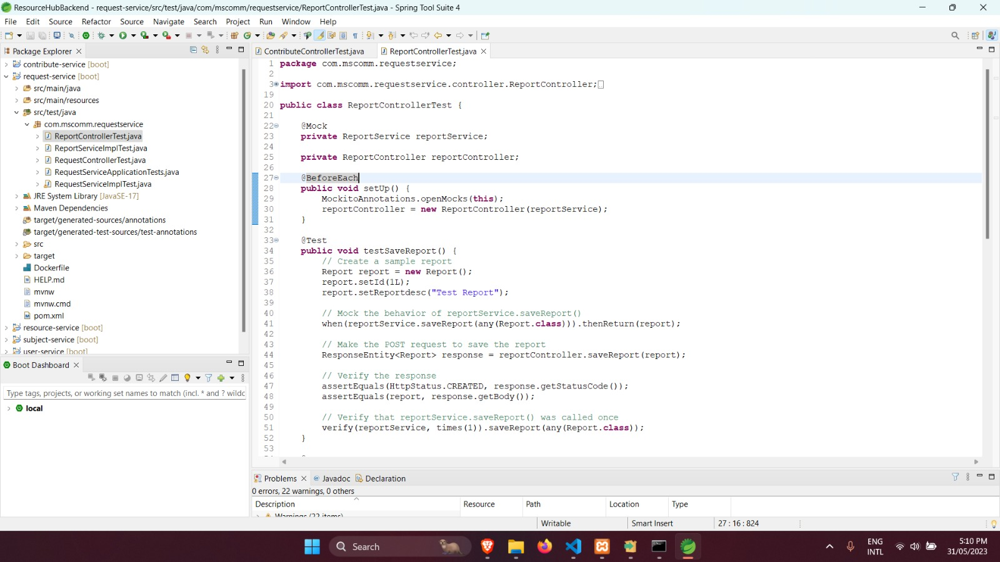 ResourceHubBackend - request-service/src/test/java/com/mscomm/requestservice/ReportControllerTest.java - Spring Tool Suite 4
File Edit Source Refactor Source Navigate Search Project Run Window Help
Package Explorer
contribute-service [boot]
request-service [boot]
src/main/java
src/main/resources
src/test/java
com.mscomm.requestservice
ReportControllerTest.java
ReportServiceImplTest.java
RequestControllerTest.java
RequestServiceApplicationTests.java
RequestServiceImplTest.java
JRE System Library [JavaSE-17]
Maven Dependencies
target/generated-sources/annotations
target/generated-test-sources/test-annotations
src
target
Dockerfile
HELP.md
mvnw
mvnw.cmd
pom.xml
resource-service [boot]
subject-service [boot]
user-service [boot]
Boot Dashboard
Type tags, projects, or working set names to match (incl. * and ? wildc
local
ContributeControllerTest.java ReportControllerTest.java
1 package com.mscomm.requestservice;
2
3 import com.mscomm.requestservice.controller.ReportController;
19
20 public class ReportControllerTest {
21
22 @Mock
23 private ReportService reportService;
24
25 private ReportController reportController;
26
27 @BeforeEach
28 public void setUp() {
29 MockitoAnnotations.openMocks(this);
30 reportController = new ReportController(reportService);
31 }
32
33 @Test
34 public void testSaveReport() {
35 // Create a sample report
36 Report report = new Report();
37 report.setId(1L);
38 report.setReportdesc("Test Report");
39
40 // Mock the behavior of reportService.saveReport()
41 when(reportService.saveReport(any(Report.class))).thenReturn(report);
42
43 // Make the POST request to save the report
44 ResponseEntity<Report> response = reportController.saveReport(report);
45
46 // Verify the response
47 assertEquals(HttpStatus.CREATED, response.getStatusCode());
48 assertEquals(report, response.getBody());
49
50 // Verify that reportService.saveReport() was called once
51 verify(reportService, times(1)).saveReport(any(Report.class));
52 }
53
Problems Javadoc Declaration
0 errors, 22 warnings, 0 others
Description Resource Path Location Type
Warnings (22 items)
Writable Smart Insert 27 : 16 : 824
Search
ENG
INTL
5:10 PM
31/05/2023